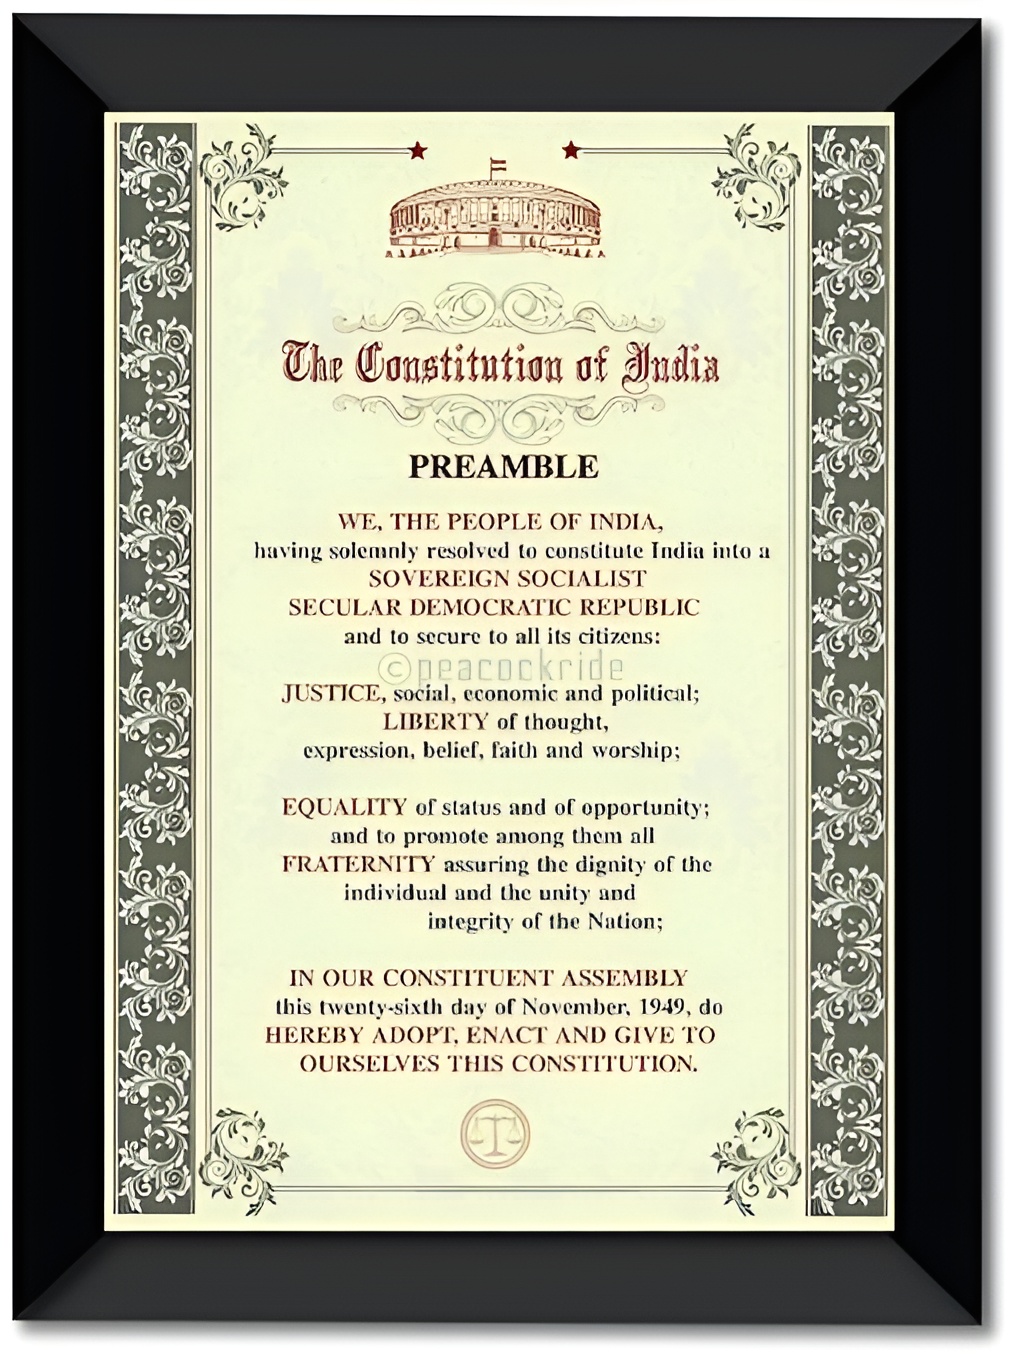 The Constitution of India
PREAMBLE
WE, THE PEOPLE OF INDIA,
having solemnly resolved to constitute India into a
SOVEREIGN SOCIALIST
SECULAR DEMOCRATIC REPUBLIC
and to secure to all its citizens:
©peacockride
JUSTICE, social, economic and political;
LIBERTY of thought,
expression, belief, faith and worship;
EQUALITY of status and of opportunity;
and to promote among them all
FRATERNITY assuring the dignity of the
individual and the unity and
integrity of the Nation;
IN OUR CONSTITUENT ASSEMBLY
this twenty-sixth day of November, 1949, do
HEREBY ADOPT, ENACT AND GIVE TO
OURSELVES THIS CONSTITUTION.